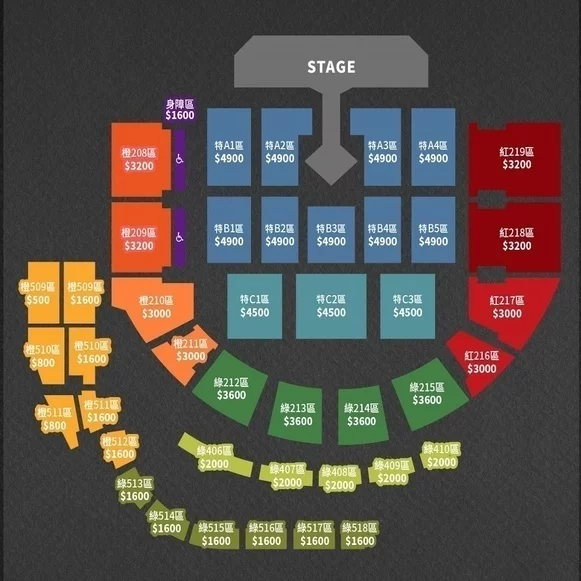 STAGE
身障區
$1600
特A1區
$4900
特A2區
$4900
特A3區
$4900
特A4區
$4900
橙208區
$3200
紅219區
$3200
特B1區
$4900
特B2區
$4900
特B3區
$4900
特B4區
$4900
特B5區
$4900
橙209區
$3200
紅218區
$3200
橙509區
$500
橙509區
$1600
橙210區
$3000
特C1區
$4500
特C2區
$4500
特C3區
$4500
紅217區
$3000
橙510區
$800
橙510區
$1600
橙211區
$3000
紅216區
$3000
綠212區
$3600
綠213區
$3600
綠214區
$3600
綠215區
$3600
橙511區
$800
橙511區
$1600
橙512區
$1600
綠406區
$2000
綠407區
$2000
綠408區
$2000
綠409區
$2000
綠410區
$2000
綠513區
$1600
綠514區
$1600
綠515區
$1600
綠516區
$1600
綠517區
$1600
綠518區
$1600